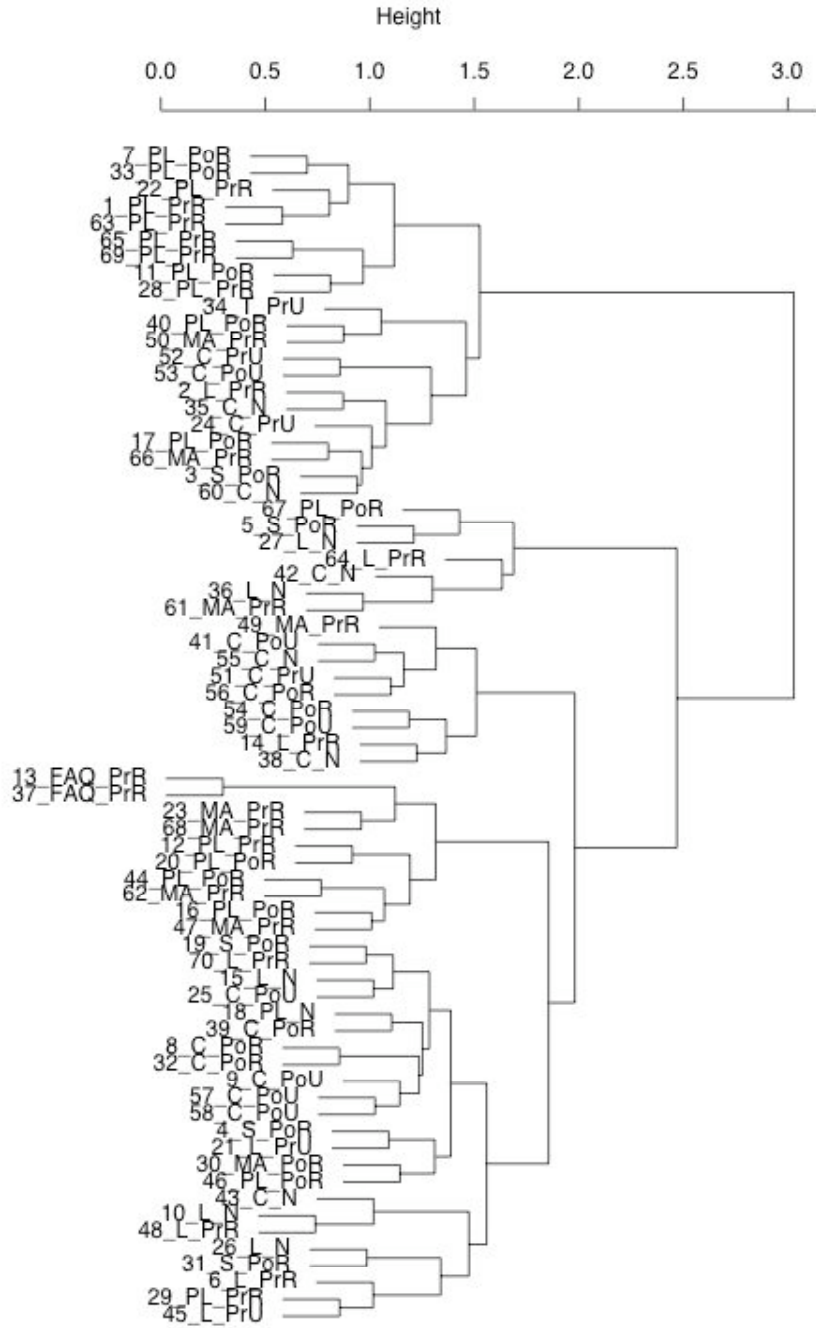 Height
0.0 0.5 1.0 1.5 2.0 2.5 3.0
7_PL_PoR
33_PL_PoR
22_PL_PrR
1_PL_PrR
63_PL_PrR
65_PL_PrR
69_PL_PrR
11_PL_PoR
28_PL_PrR
34_T_PrU
40_PL_PoR
50_MA_PrR
52_C_PrU
53_C_PoU
2_L_PrR
35_C_N
24_C_PrU
17_PL_PoR
66_MA_PrR
3_S_PoR
60_C_N
67_PL_PoR
5_S_PoR
27_L_N
64_L_PrR
42_C_N
36_L_N
61_MA_PrR
49_MA_PrR
41_C_PoU
55_C_N
51_C_PrU
56_C_PoR
54_C_PoR
59_C_PoU
14_L_PrR
38_C_N
13_FAQ_PrR
37_FAQ_PrR
23_MA_PrR
68_MA_PrR
12_PL_PrR
20_PL_PoR
44_PL_PoR
62_MA_PrR
16_PL_PoR
47_MA_PrR
19_S_PoR
70_L_PrR
15_L_N
25_C_PoU
18_PL_N
39_C_PoR
8_C_PoR
32_C_PoR
9_C_PoU
57_C_PoU
58_C_PoU
4_S_PoR
21_L_PrU
30_MA_PoR
46_PL_PoR
43_C_N
10_L_N
48_L_PrR
26_L_N
31_S_PoR
6_L_PrR
29_PL_PrR
45_L_PrU